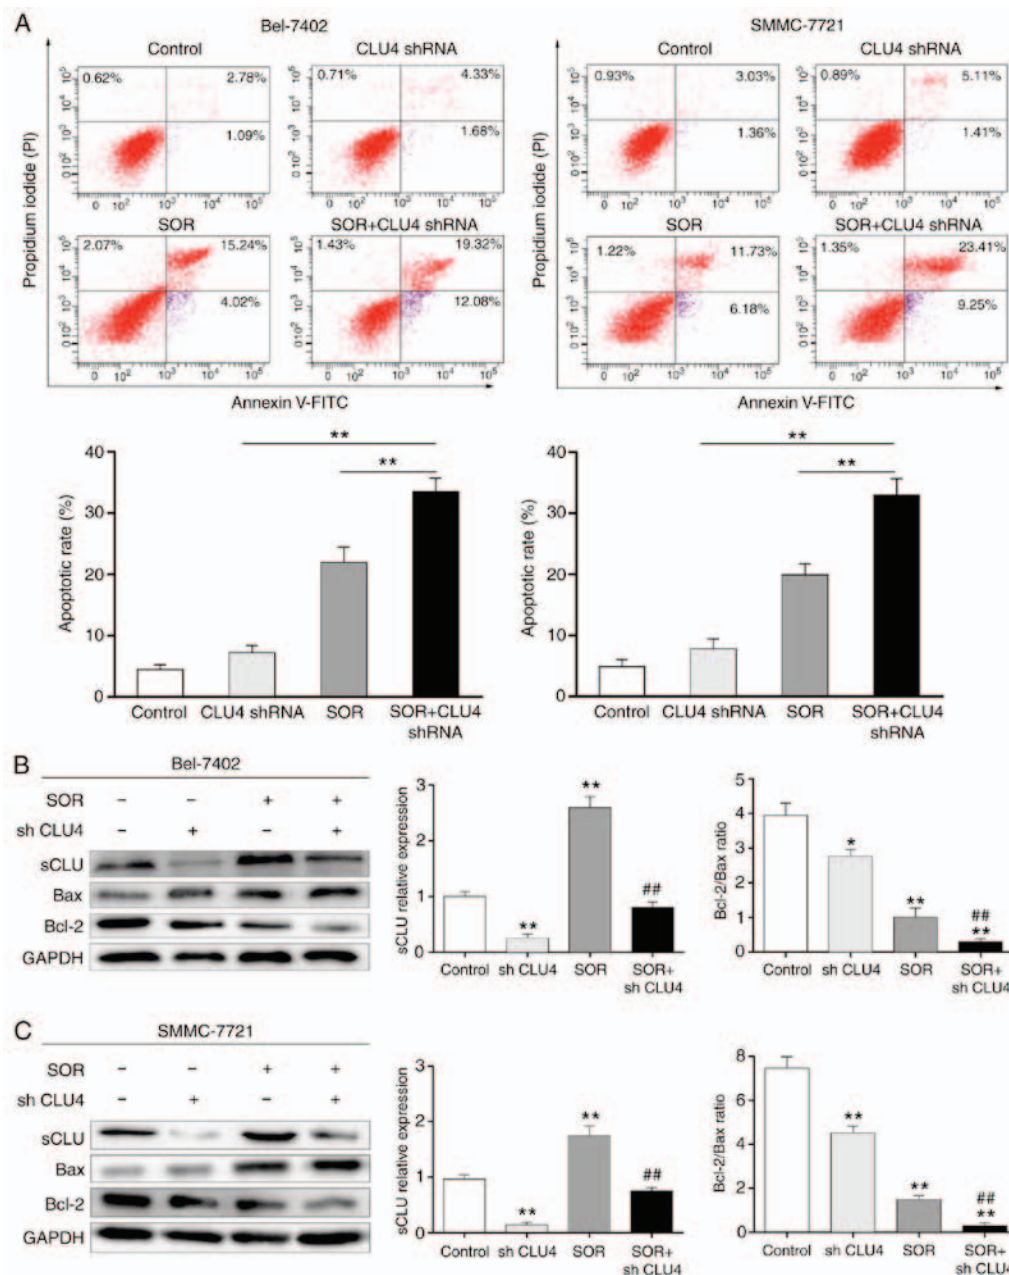 A
Bel-7402
SMMC-7721
Control
CLU4 shRNA
Control
CLU4 shRNA
0.62% 2.78%
0.71% 4.33%
0.93% 3.03%
0.89% 5.11%
1.09%
1.68%
1.36%
1.41%
SOR
SOR+CLU4 shRNA
SOR
SOR+CLU4 shRNA
2.07% 15.24%
1.43% 19.32%
1.22% 11.73%
1.35% 23.41%
4.02%
12.08%
6.18%
9.25%
Propidium iodide (PI)
Propidium iodide (PI)
0 10² 10³ 10⁴ 10⁵
Annexin V-FITC
Annexin V-FITC
Apoptotic rate (%)
40
30
20
10
0
** **
Control CLU4 shRNA SOR SOR+CLU4
shRNA
Apoptotic rate (%)
40
30
20
10
0
** **
Control CLU4 shRNA SOR SOR+CLU4
shRNA
B
Bel-7402
SOR – – + +
sh CLU4 – + – +
sCLU
Bax
Bcl-2
GAPDH
sCLU relative expression
3
2
1
0
** ** ##
Control sh CLU4 SOR SOR+
sh CLU4
Bcl-2/Bax ratio
5
4
3
2
1
0
* ** ##
**
Control sh CLU4 SOR SOR+
sh CLU4
C
SMMC-7721
SOR – – + +
sh CLU4 – + – +
sCLU
Bax
Bcl-2
GAPDH
sCLU relative expression
3
2
1
0
** ** ##
Control sh CLU4 SOR SOR+
sh CLU4
Bcl-2/Bax ratio
8
6
4
2
0
** ** ##
**
Control sh CLU4 SOR SOR+
sh CLU4